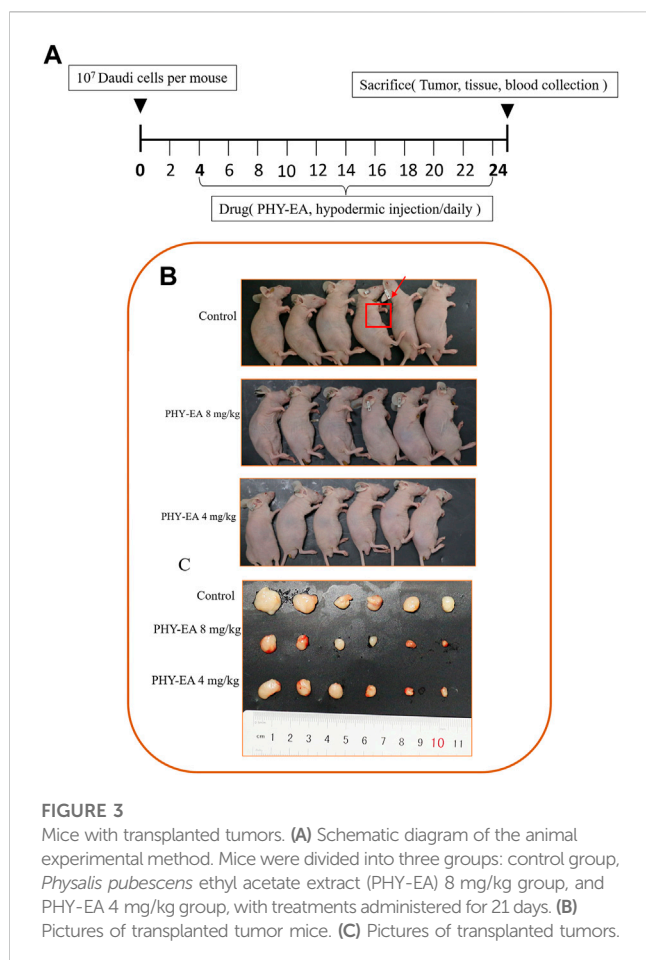 A
10⁷ Daudi cells per mouse
Sacrifice( Tumor, tissue, blood collection )
0 2 4 6 8 10 12 14 16 18 20 22 24
Drug( PHY-EA, hypodermic injection/daily )
B
Control
PHY-EA 8 mg/kg
PHY-EA 4 mg/kg
C
Control
PHY-EA 8 mg/kg
PHY-EA 4 mg/kg
cm 1 2 3 4 5 6 7 8 9 10 11
FIGURE 3
Mice with transplanted tumors. (A) Schematic diagram of the animal
experimental method. Mice were divided into three groups: control group,
Physalis pubescens ethyl acetate extract (PHY-EA) 8 mg/kg group, and
PHY-EA 4 mg/kg group, with treatments administered for 21 days. (B)
Pictures of transplanted tumor mice. (C) Pictures of transplanted tumors.